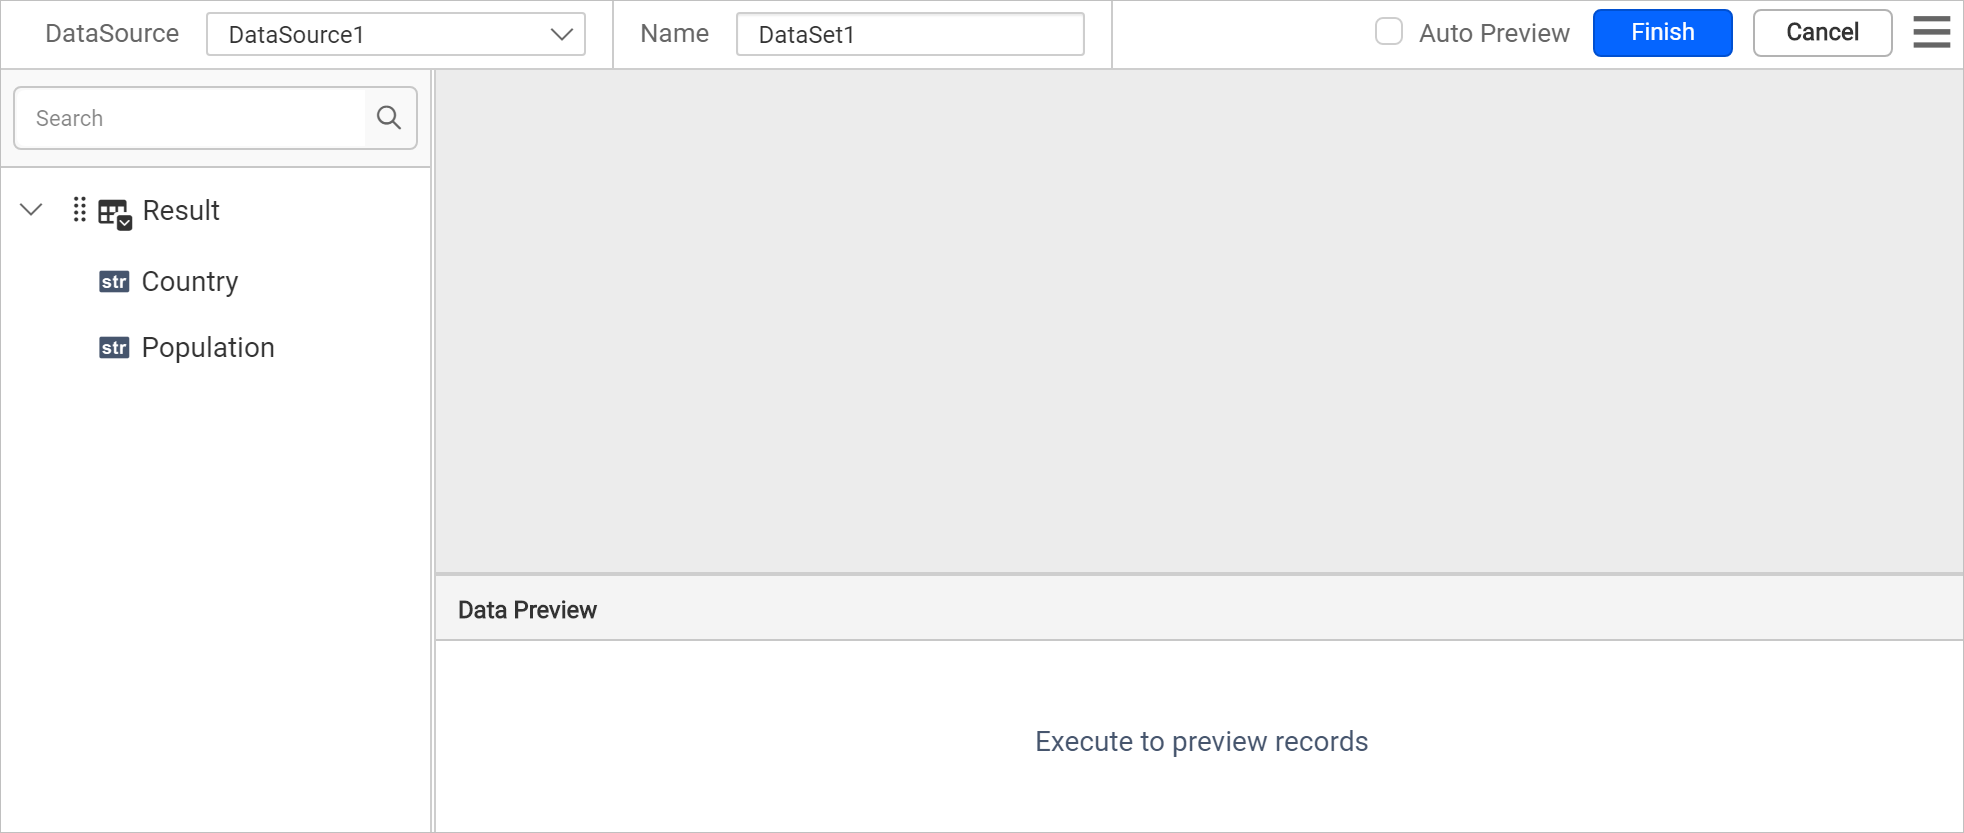 DataSource DataSource1 Name DataSet1 Auto Preview Finish Cancel
Search
Result
str Country
str Population
Data Preview
Execute to preview records